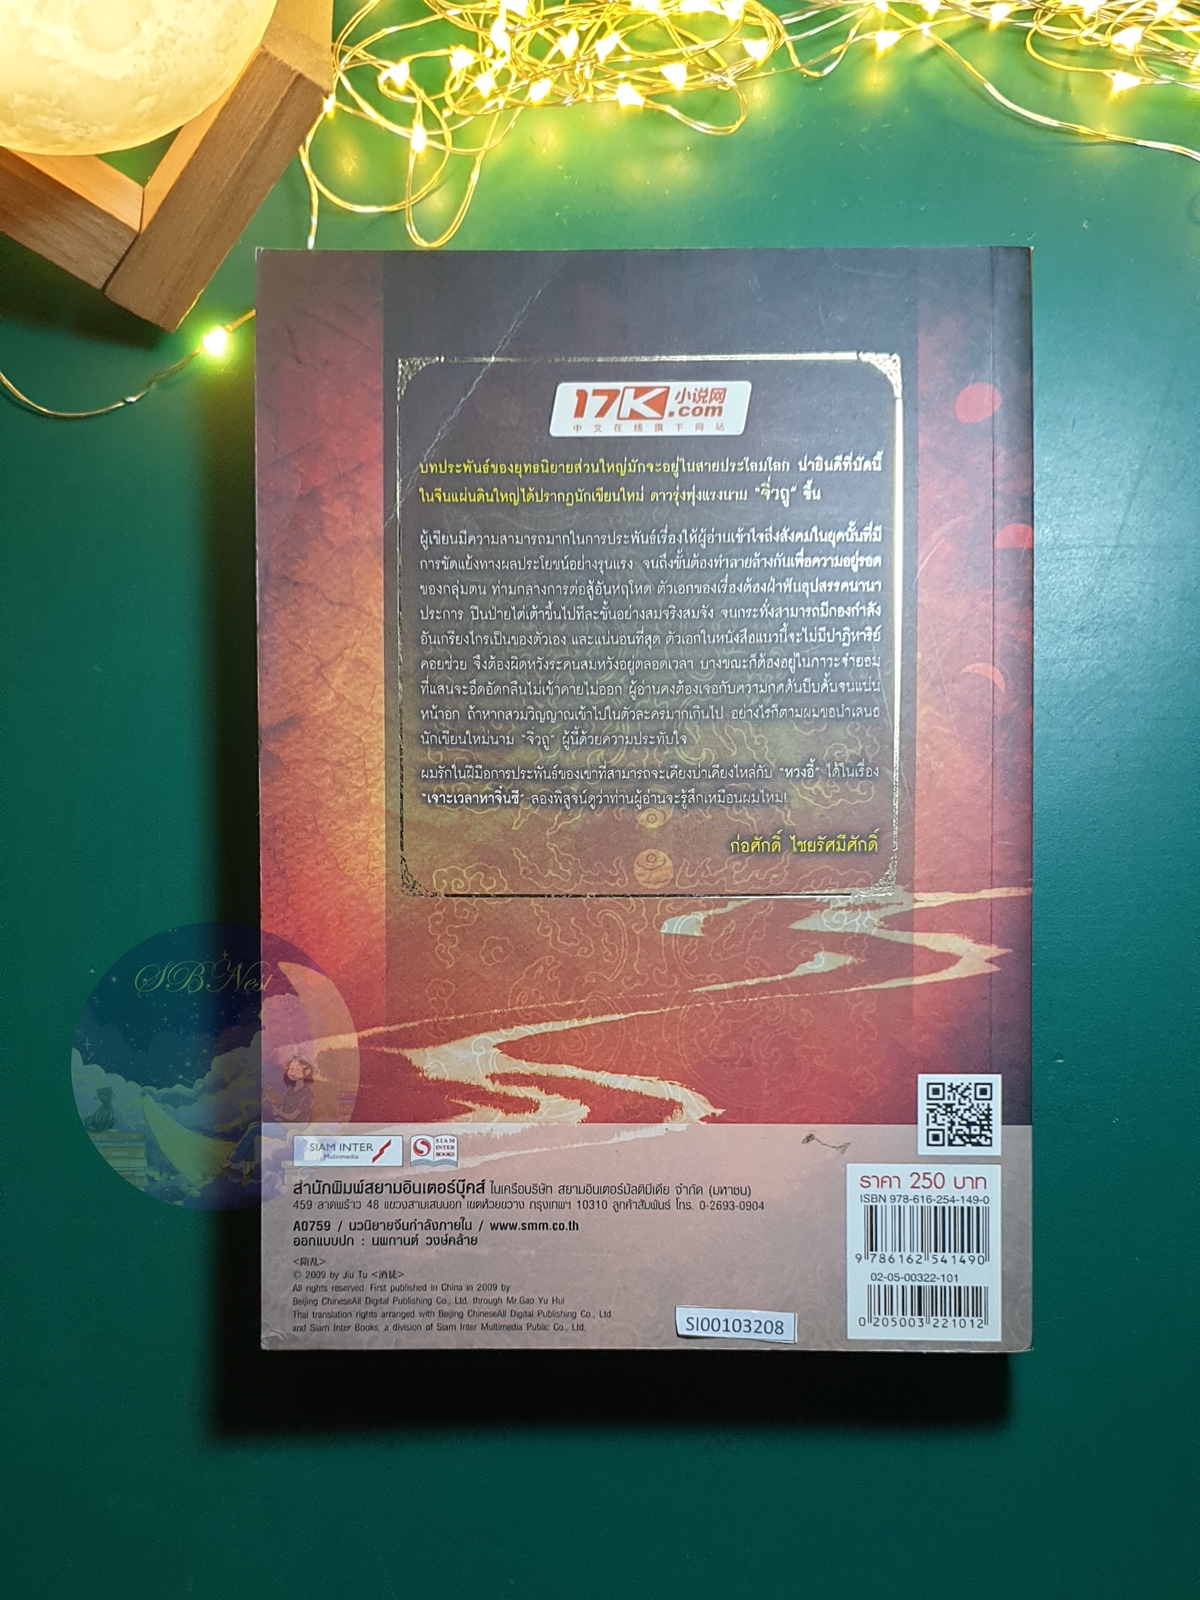 17K 小说网
.com
中文在线旗下网站
บทประพันธ์ของยุทธนิยายส่วนใหญ่มักจะอยู่ในสายประโลมโลก น่ายินดีที่บัดนี้
ในจีนแผ่นดินใหญ่ได้ปรากฏนักเขียนใหม่ ดาวรุ่งพุ่งแรงนาม "จิ่วถู" ขึ้น
ผู้เขียนมีความสามารถมากในการประพันธ์เรื่องให้ผู้อ่านเข้าใจถึงสังคมในยุคนั้นที่มี
การขัดแย้งทางผลประโยชน์อย่างรุนแรง จนถึงขั้นต้องทำลายล้างกันเพื่อความอยู่รอด
ของกลุ่มตน ท่ามกลางการต่อสู้อันหฤโหด ตัวเอกของเรื่องต้องฝ่าฟันอุปสรรคนานา
ประการ ปีนป่ายไต่เต้าขึ้นไปทีละขั้นอย่างสมจริงสมจัง จนกระทั่งสามารถมีกองกำลัง
อันเกรียงไกรเป็นของตัวเอง และแน่นอนที่สุด ตัวเอกในหนังสือแนวนี้จะไม่มีปาฏิหาริย์
คอยช่วย จึงต้องผิดหวังระคนสมหวังอยู่ตลอดเวลา บางขณะก็ต้องอยู่ในภาวะจำยอม
ที่แสนจะอึดอัดกลืนไม่เข้าคายไม่ออก ผู้อ่านคงต้องเจอกับความกดดันบีบคั้นจนแน่น
หน้าอก ถ้าหากสวมวิญญาณเข้าไปในตัวละครมากเกินไป อย่างไรก็ตามผมขอนำเสนอ
นักเขียนใหม่นาม "จิ่วถู" ผู้นี้ด้วยความประทับใจ
ผมรักในฝีมือการประพันธ์ของเขาที่สามารถจะเคียงบ่าเคียงไหล่กับ "หวงอี้" ได้ในเรื่อง
"เจาะเวลาหาจิ๋นซี" ลองพิสูจน์ดูว่าท่านผู้อ่านจะรู้สึกเหมือนผมไหม!
ก่อศักดิ์ ไชยรัศมีศักดิ์
SB Nest
SIAM INTER
Multimedia
SIAM
INTER
BOOKS
สำนักพิมพ์สยามอินเตอร์บุ๊คส์ ในเครือบริษัท สยามอินเตอร์มัลติมีเดีย จำกัด (มหาชน)
459 ลาดพร้าว 48 แขวงสามเสนนอก เขตห้วยขวาง กรุงเทพฯ 10310 ลูกค้าสัมพันธ์ โทร. 0-2693-0904
A0759 / นวนิยายจีนกำลังภายใน / www.smm.co.th
ออกแบบปก : นพกานต์ วงษ์คล้าย
<隋乱>
© 2009 by Jiu Tu <酒徒>
All rights reserved. First published in China in 2009 by
Beijing ChineseAll Digital Publishing Co., Ltd. through Mr.Gao Yu Hui
Thai translation rights arranged with Beijing ChineseAll Digital Publishing Co., Ltd.
and Siam Inter Books, a division of Siam Inter Multimedia Public Co., Ltd.
SI00103208
ราคา 250 บาท
ISBN 978-616-254-149-0
9 786162 541490
02-05-00322-101
0 205003 221012